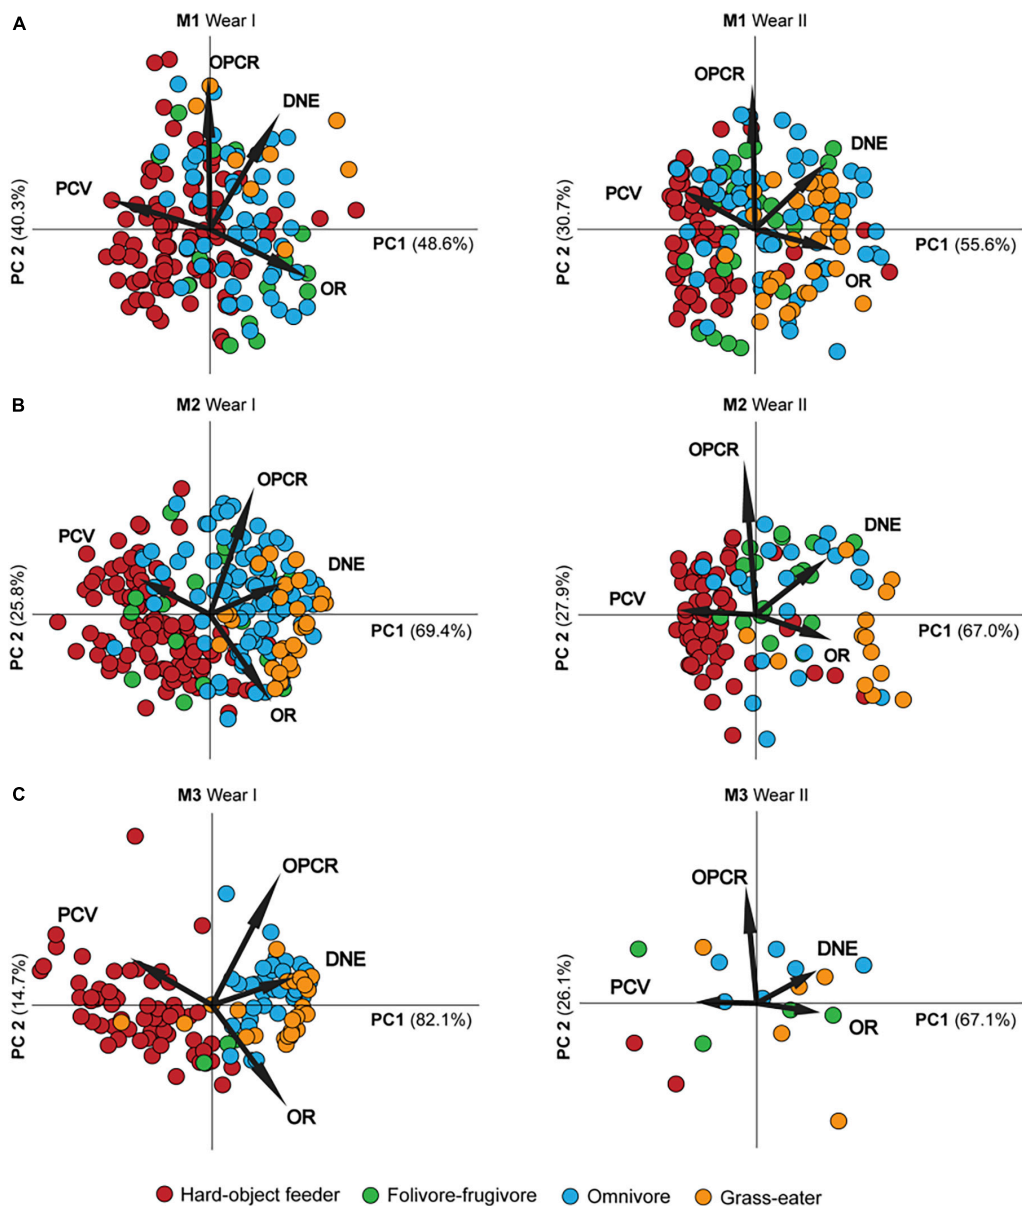 A
M1 Wear I
OPCR
DNE
PCV
PC 2 (40.3%)
PC1 (48.6%)
OR
M1 Wear II
OPCR
DNE
PCV
PC 2 (30.7%)
PC1 (55.6%)
OR
B
M2 Wear I
OPCR
PCV
DNE
PC 2 (25.8%)
PC1 (69.4%)
OR
M2 Wear II
OPCR
DNE
PCV
PC 2 (27.9%)
PC1 (67.0%)
OR
C
M3 Wear I
OPCR
PCV
DNE
PC 2 (14.7%)
PC1 (82.1%)
OR
M3 Wear II
OPCR
DNE
PCV
PC 2 (26.1%)
PC1 (67.1%)
OR
Hard-object feeder Folivore-frugivore Omnivore Grass-eater